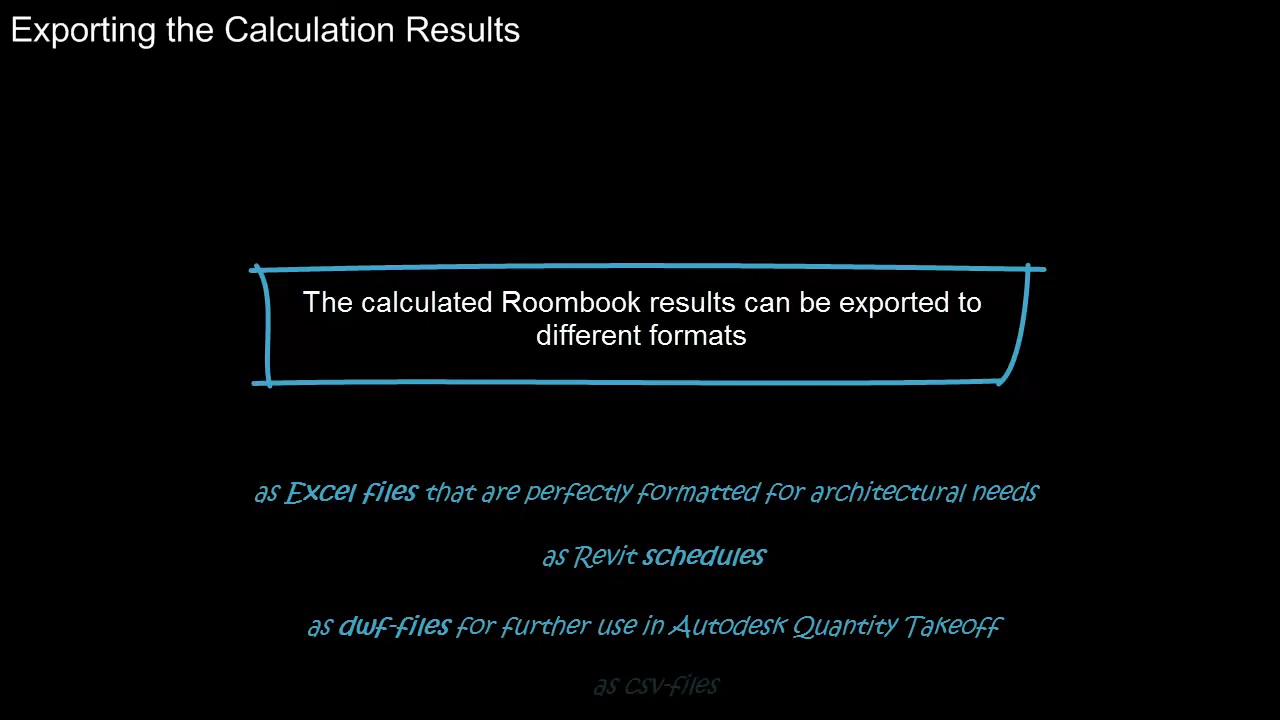 Exporting the Calculation Results
The calculated Roombook results can be exported to
different formats
as Excel files that are perfectly formatted for architectural needs
as Revit schedules
as dwf-files for further use in Autodesk Quantity Takeoff
as csv-files